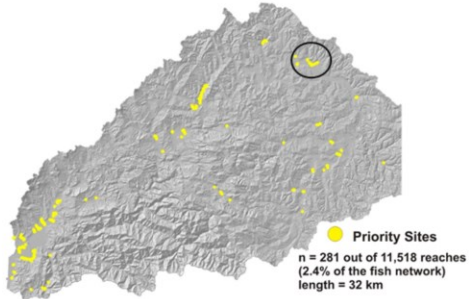 Priority Sites
n = 281 out of 11,518 reaches
(2.4% of the fish network)
length = 32 km